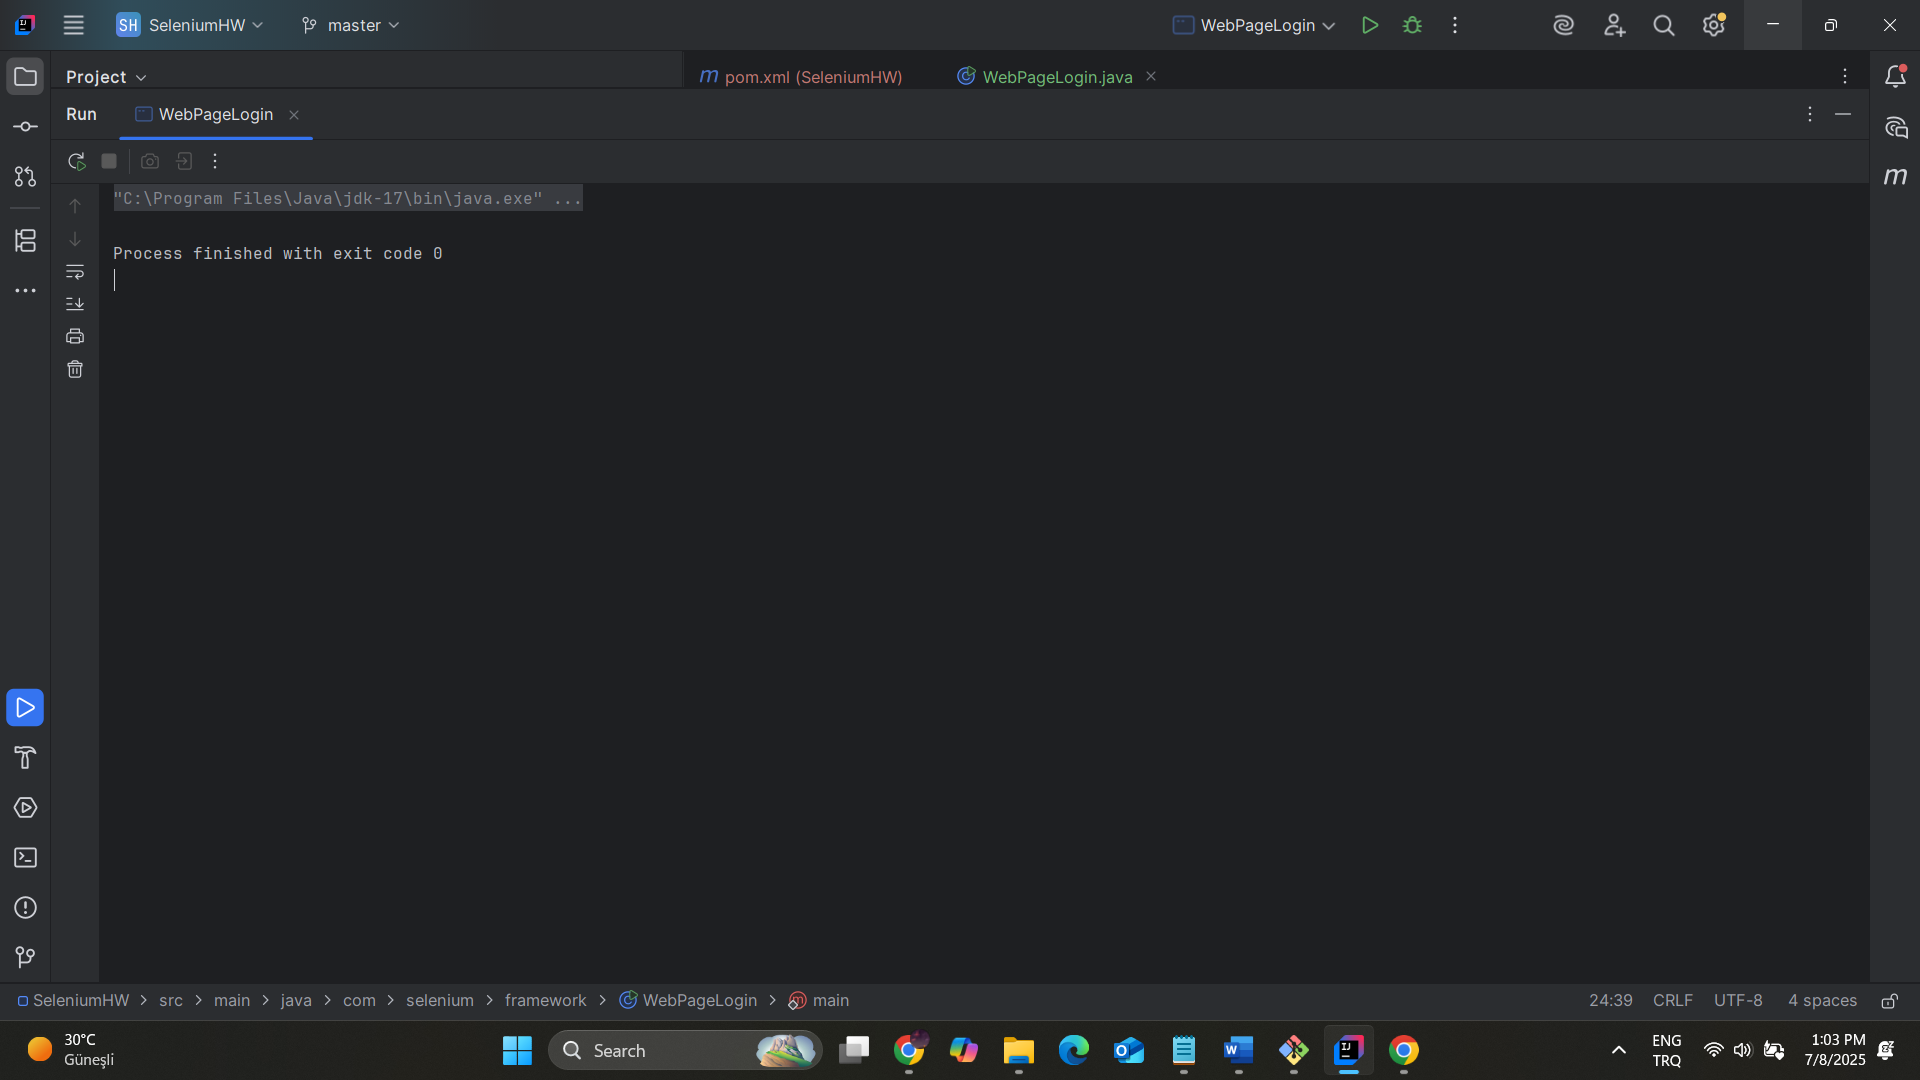 SH SeleniumHW master WebPageLogin
Project pom.xml (SeleniumHW) WebPageLogin.java
Run WebPageLogin
"C:\Program Files\Java\jdk-17\bin\java.exe" ...
Process finished with exit code 0
SeleniumHW > src > main > java > com > selenium > framework > WebPageLogin > main 24:39 CRLF UTF-8 4 spaces
30°C
Güneşli
Search
ENG
TRQ
1:03 PM
7/8/2025